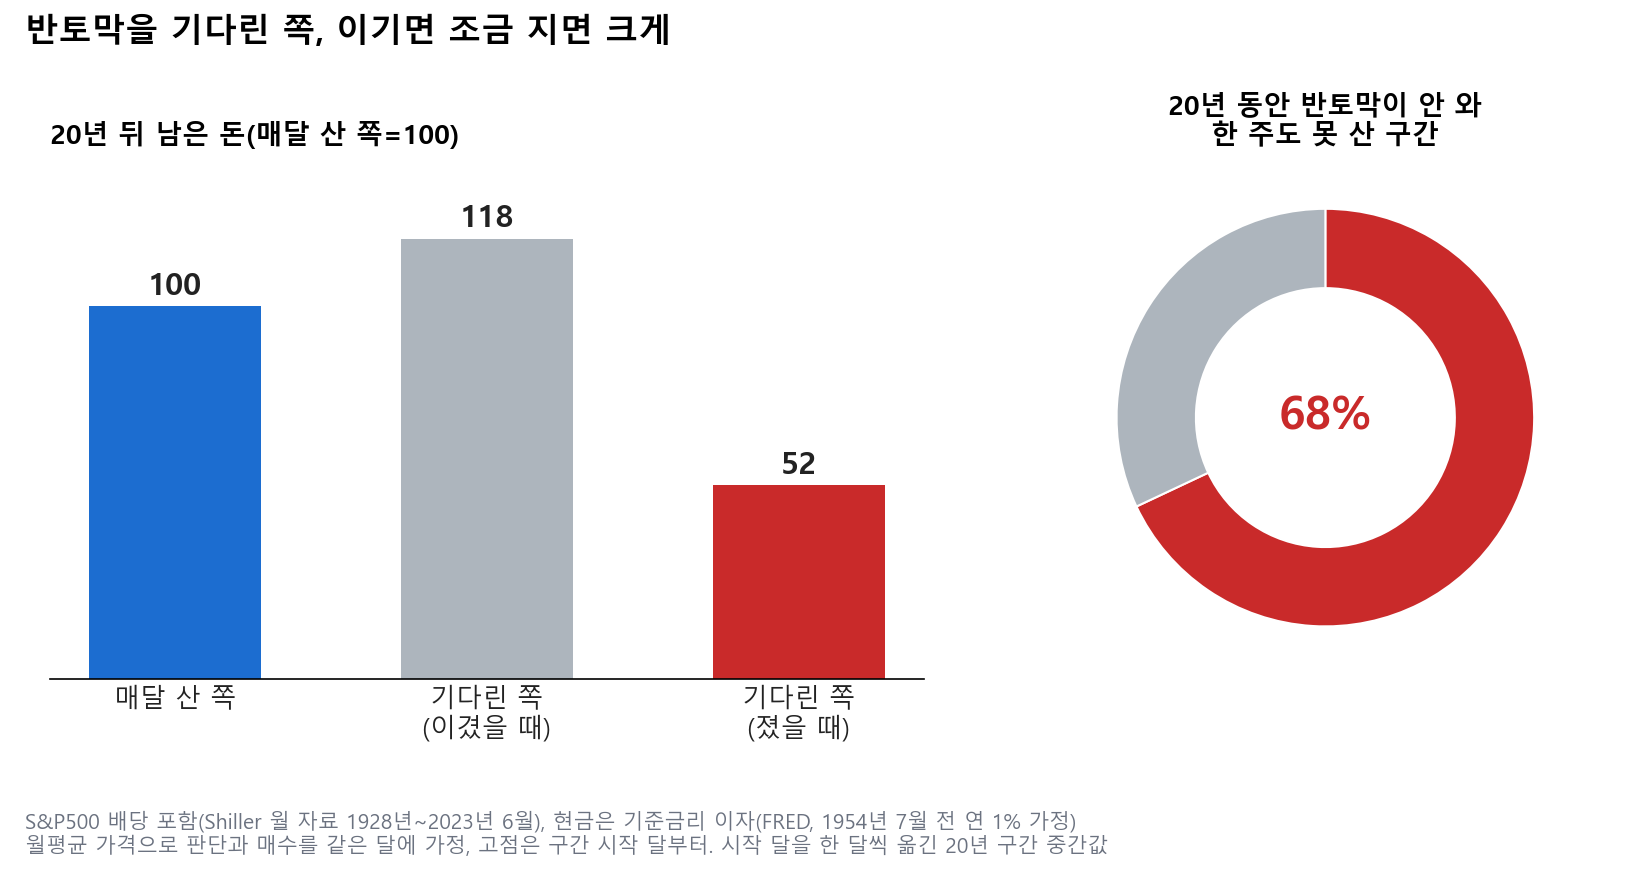 반토막을 기다린 쪽, 이기면 조금 지면 크게
20년 뒤 남은 돈(매달 산 쪽=100)
100
118
52
매달 산 쪽
기다린 쪽
(이겼을 때)
기다린 쪽
(졌을 때)
20년 동안 반토막이 안 와
한 주도 못 산 구간
68%
S&P500 배당 포함(Shiller 월 자료 1928년~2023년 6월), 현금은 기준금리 이자(FRED, 1954년 7월 전 연 1% 가정)
월평균 가격으로 판단과 매수를 같은 달에 가정, 고점은 구간 시작 달부터. 시작 달을 한 달씩 옮긴 20년 구간 중간값